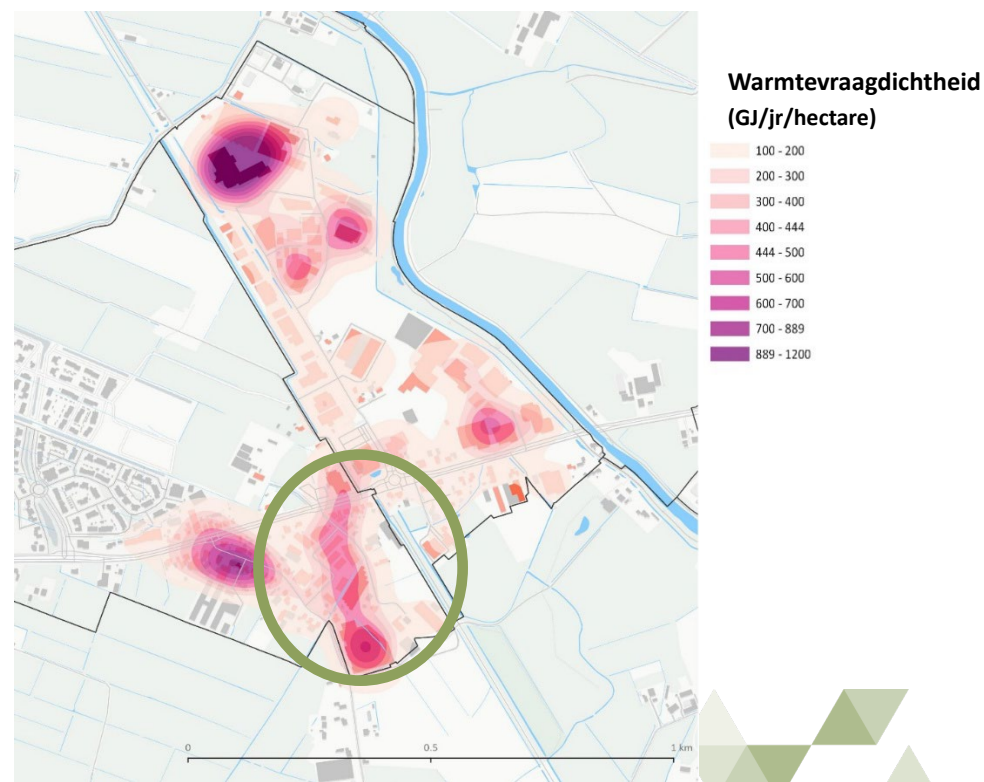 Warmtevraagdichtheid
(GJ/jr/hectare)
100 - 200
200 - 300
300 - 400
400 - 444
444 - 500
500 - 600
600 - 700
700 - 889
889 - 1200
0 0.5 1 km